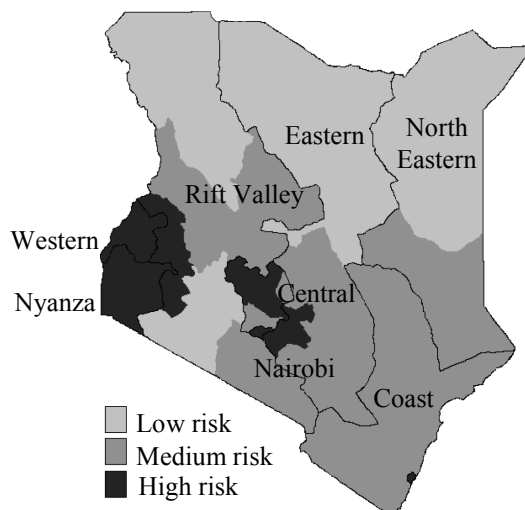 Eastern
North
Eastern
Rift Valley
Western
Nyanza
Central
Nairobi
Coast
Low risk
Medium risk
High risk